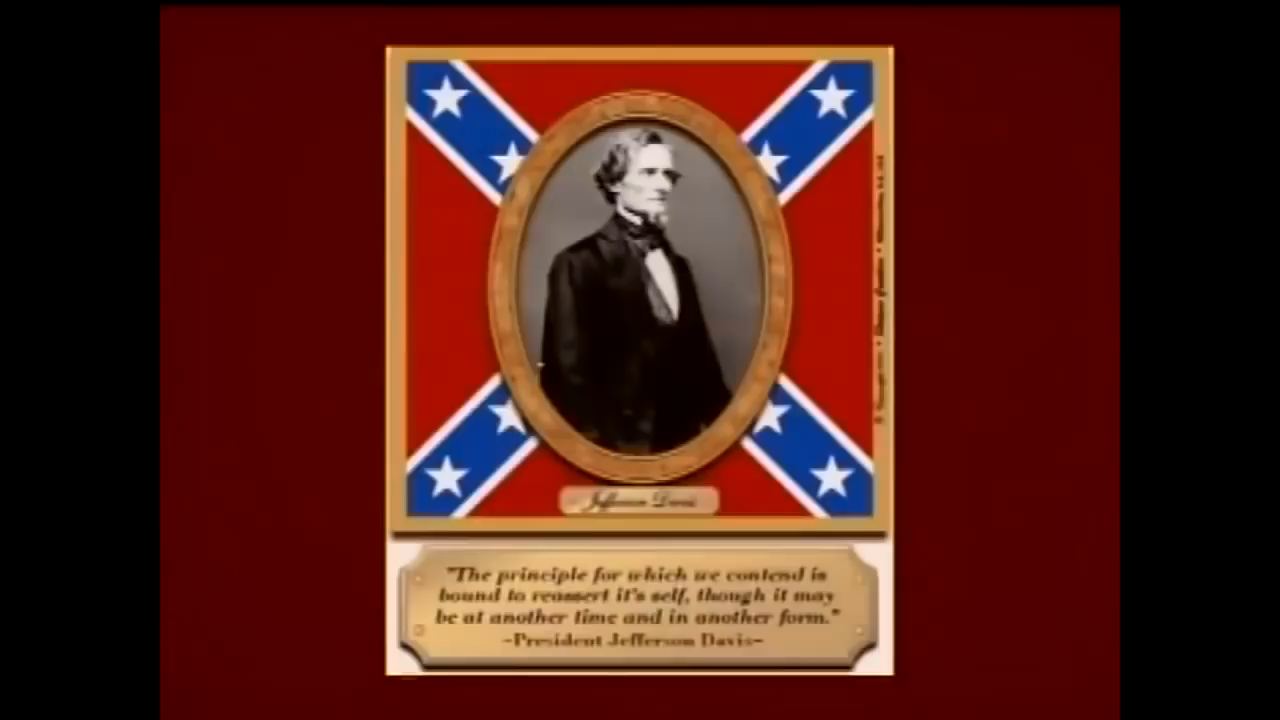 Jefferson Davis
"The principle for which we contend is
bound to reassert it's self, though it may
be at another time and in another form."
~President Jefferson Davis~